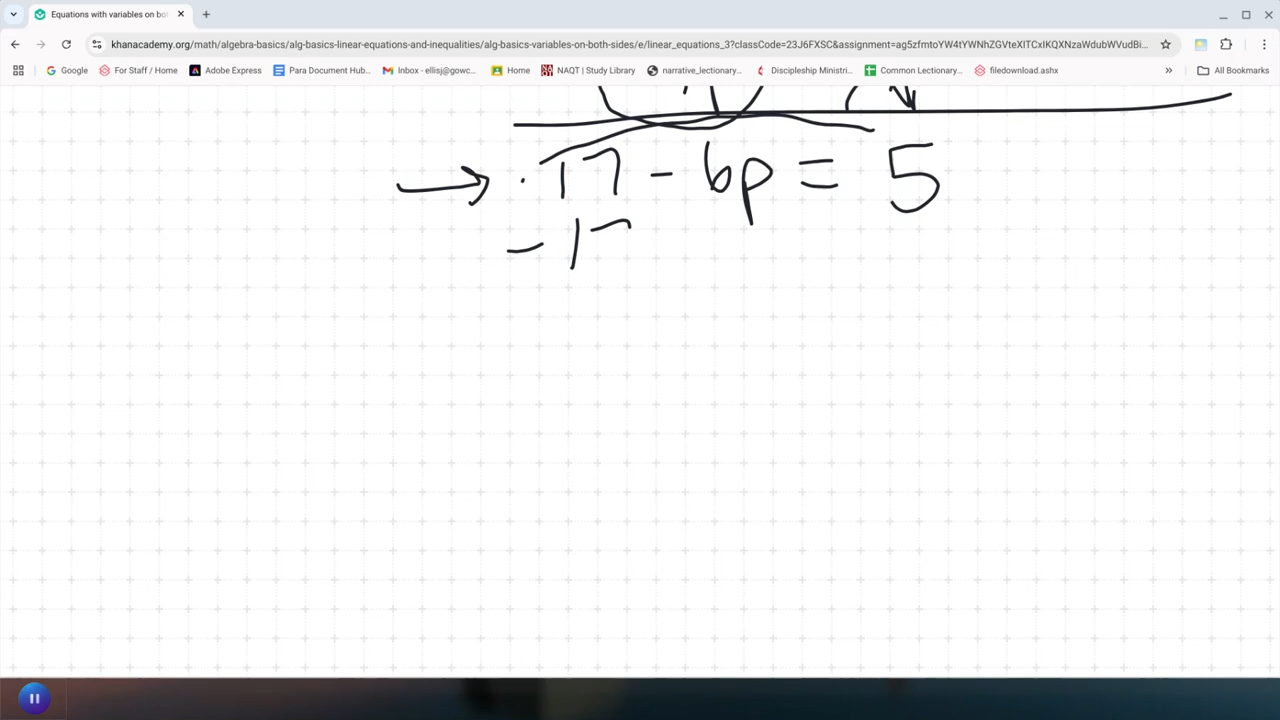 Equations with variables on bot
khanacademy.org/math/algebra-basics/alg-basics-linear-equations-and-inequalities/alg-basics-variables-on-both-sides/e/linear_equations_3?classCode=23J6FXSC&assignment=ag5zfmtoYW4tYWNhZGVteXITCxIKQXNzaWdubWVudBi...
Google For Staff / Home Adobe Express Para Document Hub... Inbox - ellisj@gowc... Home NAQT | Study Library narrative_lectionary... Discipleship Ministri... Common Lectionary... filedownload.ashx » All Bookmarks
17 - 6p = 5
- 17